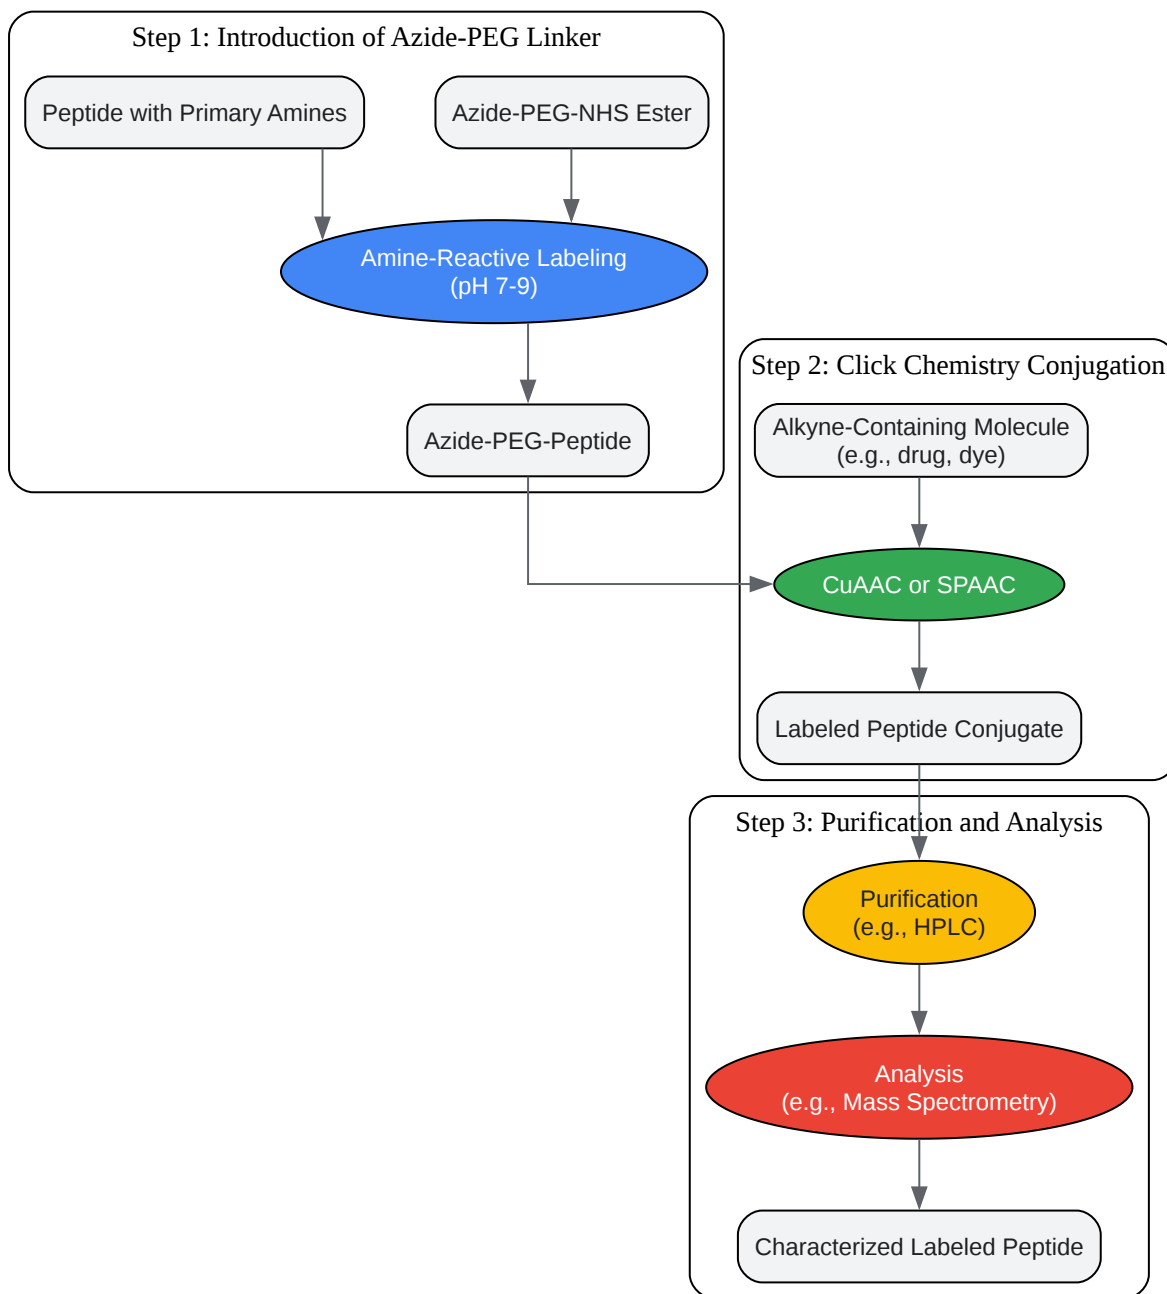 Step 1: Introduction of Azide-PEG Linker
Peptide with Primary Amines
Azide-PEG-NHS Ester
Amine-Reactive Labeling
(pH 7-9)
Azide-PEG-Peptide
Step 2: Click Chemistry Conjugation
Alkyne-Containing Molecule
(e.g., drug, dye)
CuAAC or SPAAC
Labeled Peptide Conjugate
Step 3: Purification and Analysis
Purification
(e.g., HPLC)
Analysis
(e.g., Mass Spectrometry)
Characterized Labeled Peptide